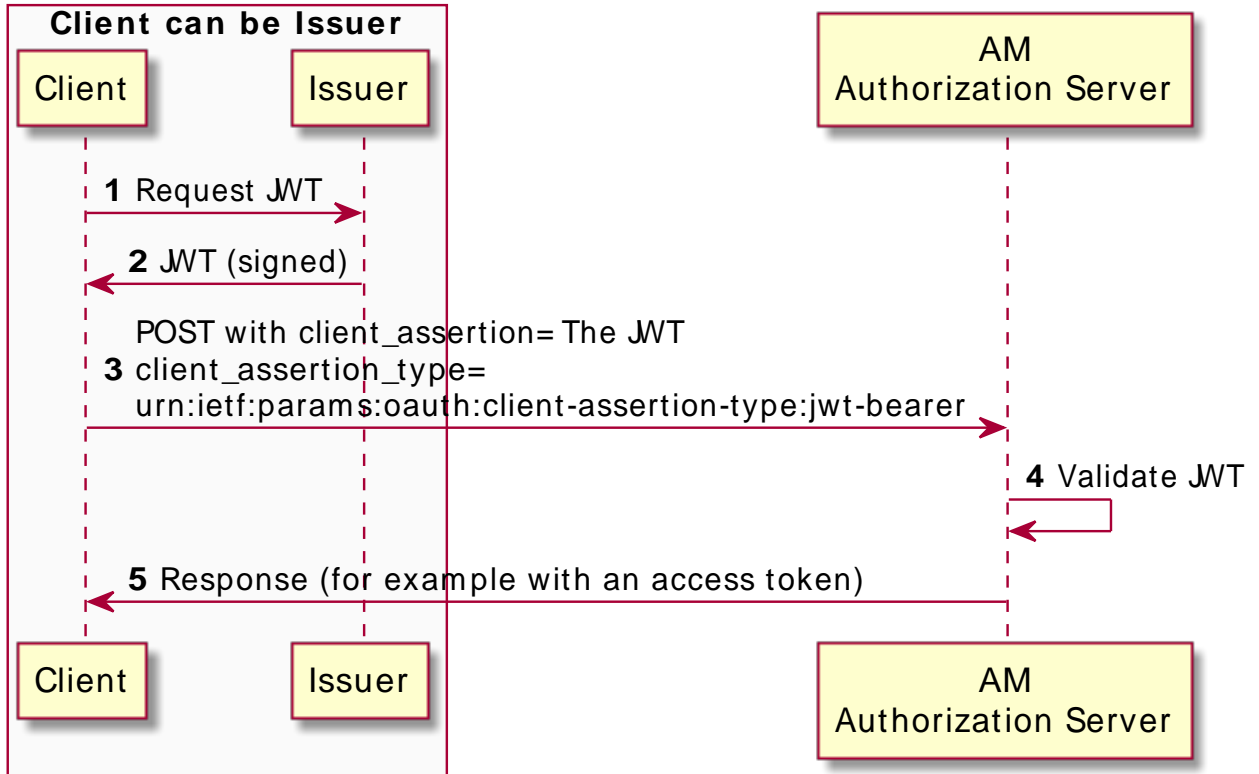 Client can be Issuer
Client
Issuer
AM
Authorization Server
1 Request JWT
2 JWT (signed)
POST with client_assertion= The JWT
3 client_assertion_type=
urn:ietf:params:oauth:client-assertion-type:jwt-bearer
4 Validate JWT
5 Response (for example with an access token)
Client
Issuer
AM
Authorization Server